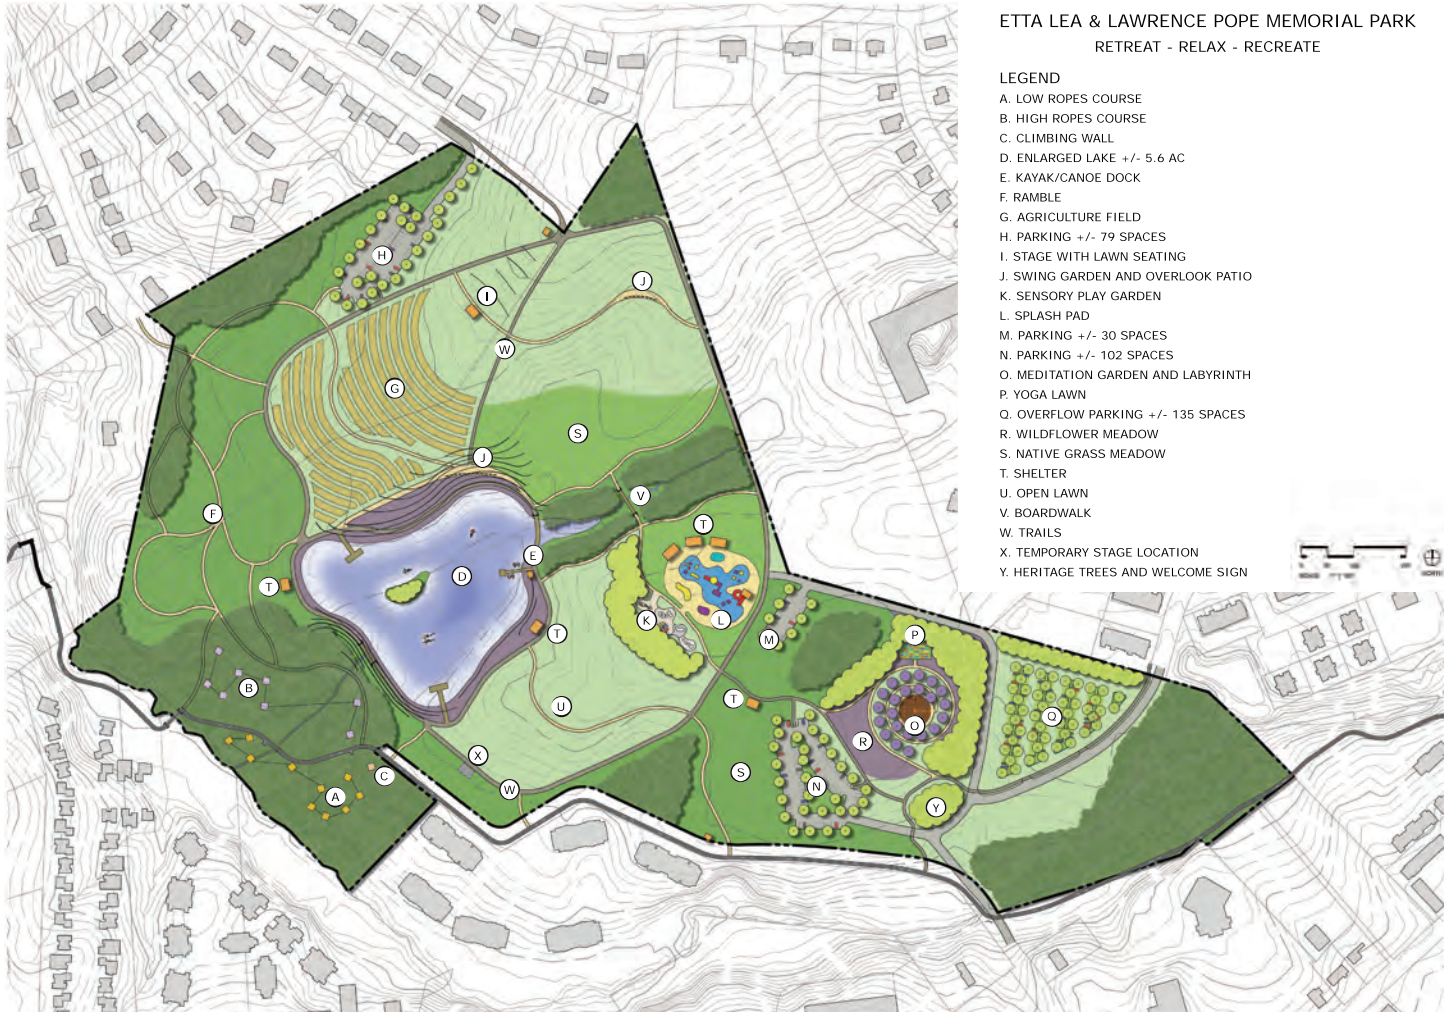 ETTA LEA & LAWRENCE POPE MEMORIAL PARK
RETREAT - RELAX - RECREATE
LEGEND
A. LOW ROPES COURSE
B. HIGH ROPES COURSE
C. CLIMBING WALL
D. ENLARGED LAKE +/- 5.6 AC
E. KAYAK/CANOE DOCK
F. RAMBLE
G. AGRICULTURE FIELD
H. PARKING +/- 79 SPACES
I. STAGE WITH LAWN SEATING
J. SWING GARDEN AND OVERLOOK PATIO
K. SENSORY PLAY GARDEN
L. SPLASH PAD
M. PARKING +/- 30 SPACES
N. PARKING +/- 102 SPACES
O. MEDITATION GARDEN AND LABYRINTH
P. YOGA LAWN
Q. OVERFLOW PARKING +/- 135 SPACES
R. WILDFLOWER MEADOW
S. NATIVE GRASS MEADOW
T. SHELTER
U. OPEN LAWN
V. BOARDWALK
W. TRAILS
X. TEMPORARY STAGE LOCATION
Y. HERITAGE TREES AND WELCOME SIGN
H
J
I
W
G
S
J
V
F
T
E
D
T
K
L
M
T
P
B
T
U
O
Q
R
X
S
C
N
W
A
Y